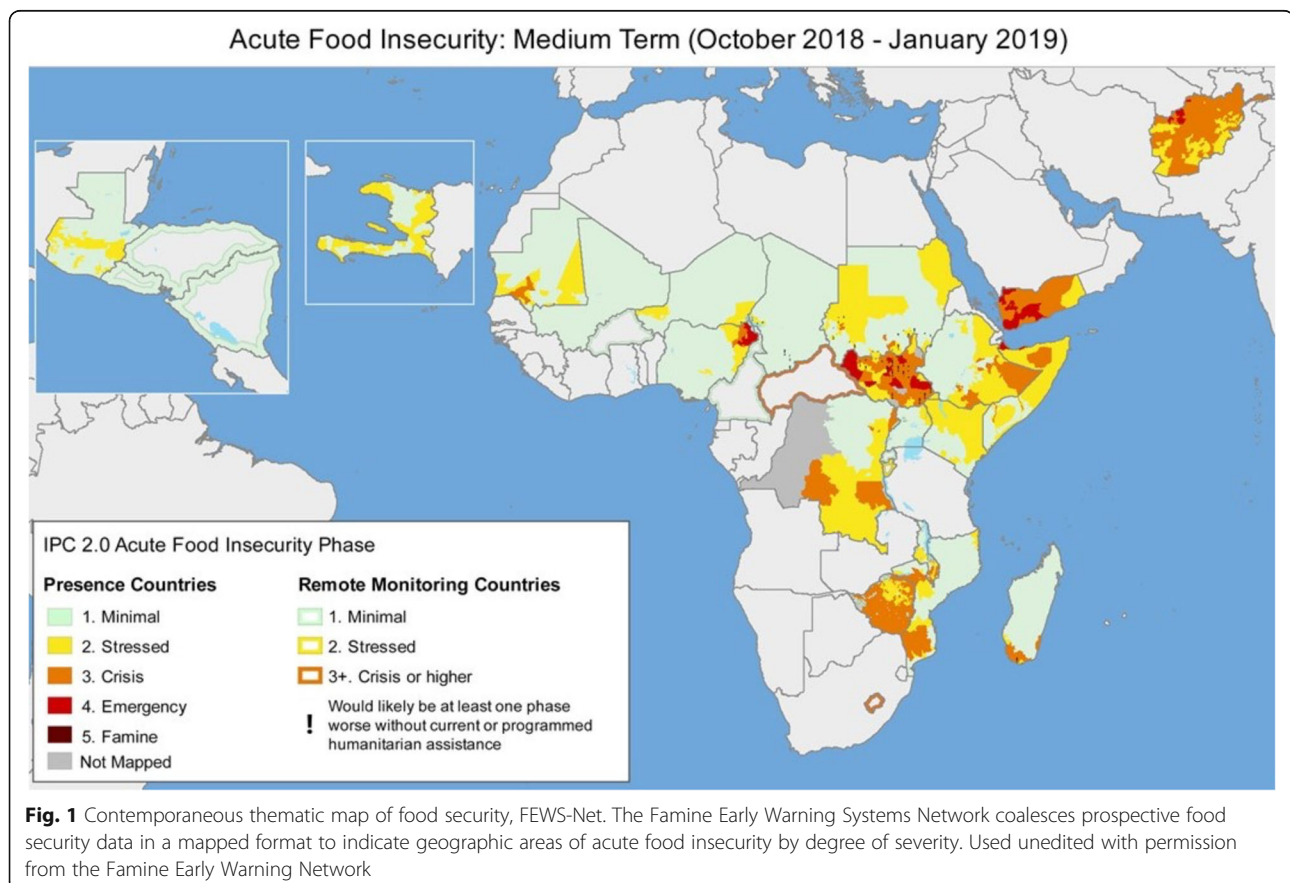 Acute Food Insecurity: Medium Term (October 2018 - January 2019)
IPC 2.0 Acute Food Insecurity Phase
Presence Countries
1. Minimal
2. Stressed
3. Crisis
4. Emergency
5. Famine
Not Mapped
Remote Monitoring Countries
1. Minimal
2. Stressed
3+. Crisis or higher
! Would likely be at least one phase
worse without current or programmed
humanitarian assistance
Fig. 1 Contemporaneous thematic map of food security, FEWS-Net. The Famine Early Warning Systems Network coalesces prospective food
security data in a mapped format to indicate geographic areas of acute food insecurity by degree of severity. Used unedited with permission
from the Famine Early Warning Network